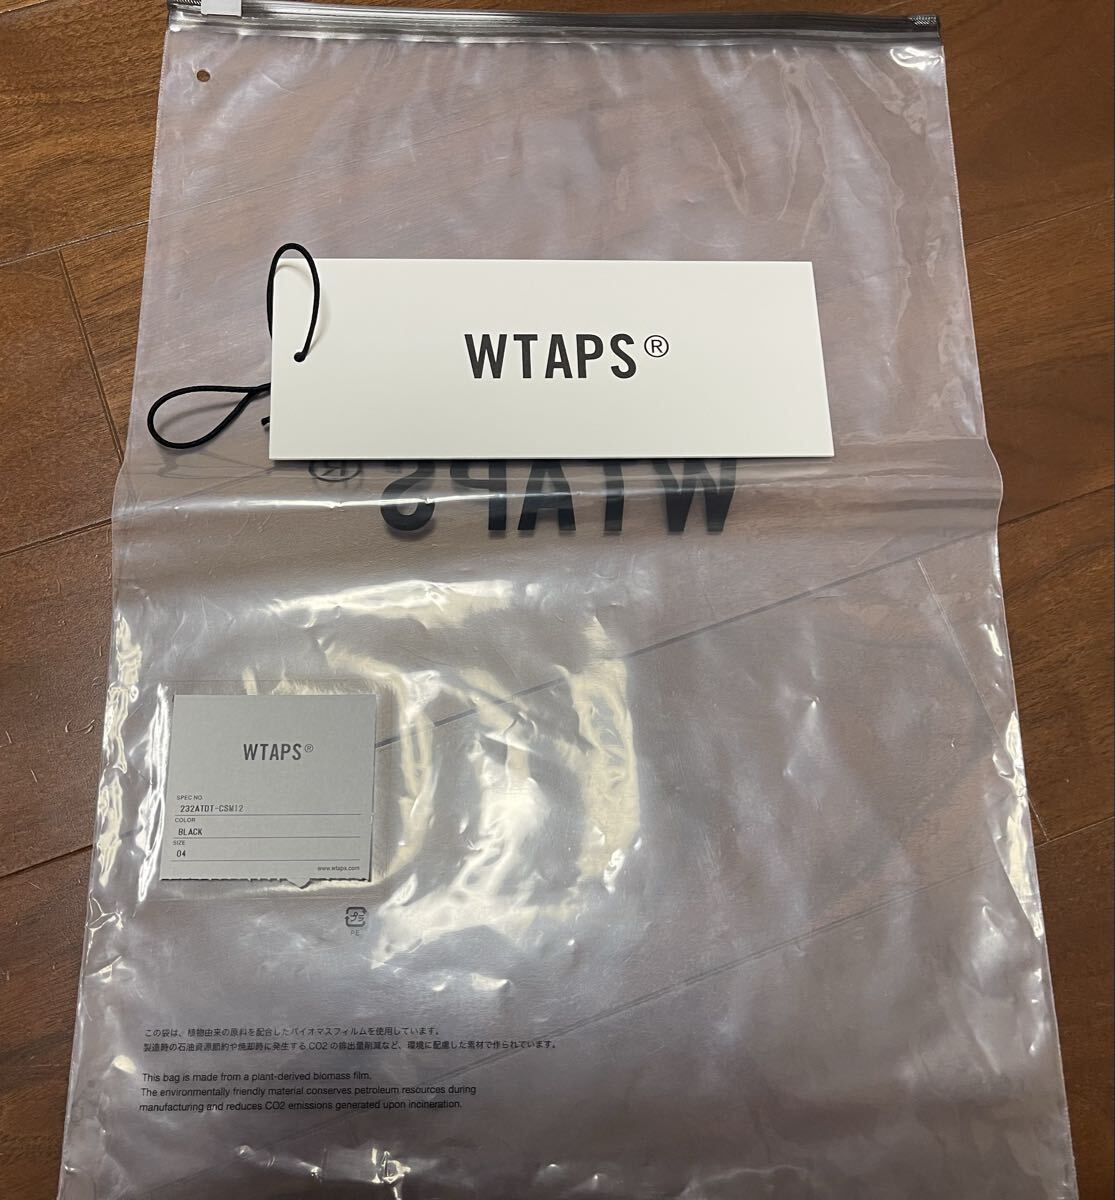 WTAPS®
WTAPS®
WTAPS®
SPEC NO.
232ATDT-CSM12
COLOR
BLACK
SIZE
04
www.wtaps.com
プラ
PE
この袋は、植物由来の原料を配合したバイオマスフィルムを使用しています。
製造時の石油資源節約や焼却時に発生するCO2の排出量削減など、環境に配慮した素材で作られています。
This bag is made from a plant-derived biomass film.
The environmentally friendly material conserves petroleum resources during
manufacturing and reduces CO2 emissions generated upon incineration.